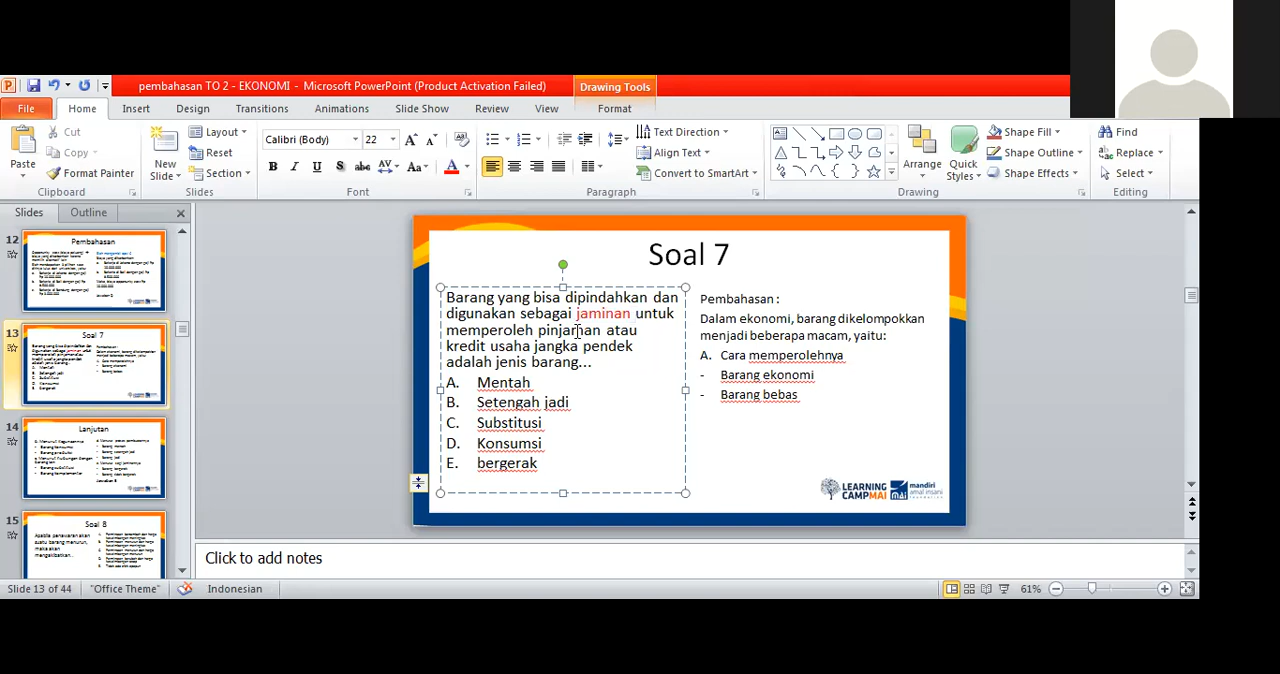 pembahasan TO 2 - EKONOMI - Microsoft PowerPoint (Product Activation Failed)
Drawing Tools
File Home Insert Design Transitions Animations Slide Show Review View Format
Paste
Cut
Copy
Format Painter
Clipboard
New Slide
Layout
Reset
Section
Slides
Calibri (Body) 22
Font
Paragraph
Text Direction
Align Text
Convert to SmartArt
Arrange
Quick Styles
Shape Fill
Shape Outline
Shape Effects
Drawing
Find
Replace
Select
Editing
Slides Outline
12
Pembahasan
13
Soal 7
14
Lanjutan
15
Soal 8
Soal 7
Barang yang bisa dipindahkan dan
digunakan sebagai jaminan untuk
memperoleh pinjaman atau
kredit usaha jangka pendek
adalah jenis barang...
A. Mentah
B. Setengah jadi
C. Substitusi
D. Konsumsi
E. bergerak
Pembahasan :
Dalam ekonomi, barang dikelompokkan
menjadi beberapa macam, yaitu:
A. Cara memperolehnya
- Barang ekonomi
- Barang bebas
LEARNING
CAMPMAI
mai
mandiri
amal insani
Click to add notes
Slide 13 of 44
"Office Theme"
Indonesian
61%